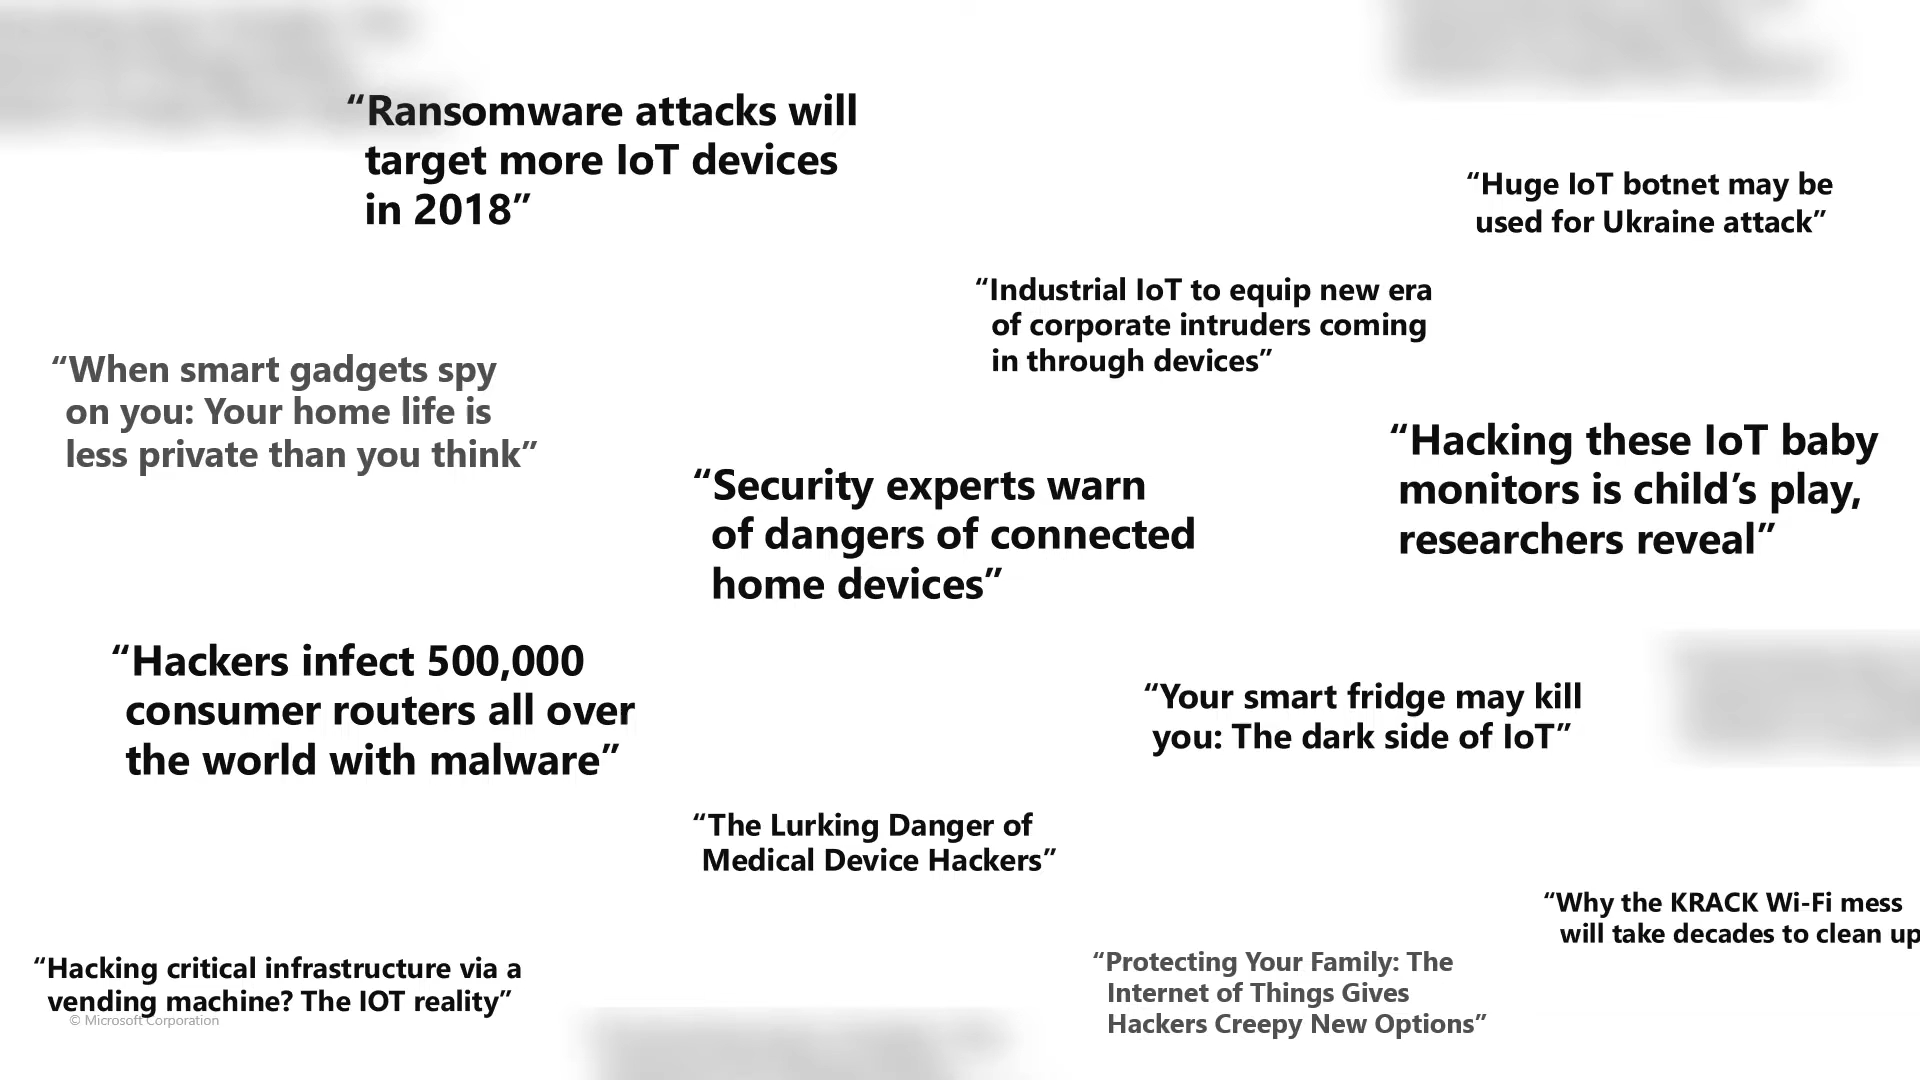 “Ransomware attacks will
target more IoT devices
in 2018”
“Huge IoT botnet may be
used for Ukraine attack”
“Industrial IoT to equip new era
of corporate intruders coming
in through devices”
“When smart gadgets spy
on you: Your home life is
less private than you think”
“Hacking these IoT baby
monitors is child’s play,
researchers reveal”
“Security experts warn
of dangers of connected
home devices”
“Hackers infect 500,000
consumer routers all over
the world with malware”
“Your smart fridge may kill
you: The dark side of IoT”
“The Lurking Danger of
Medical Device Hackers”
“Why the KRACK Wi-Fi mess
will take decades to clean up
“Hacking critical infrastructure via a
vending machine? The IOT reality”
“Protecting Your Family: The
Internet of Things Gives
Hackers Creepy New Options”
© Microsoft Corporation